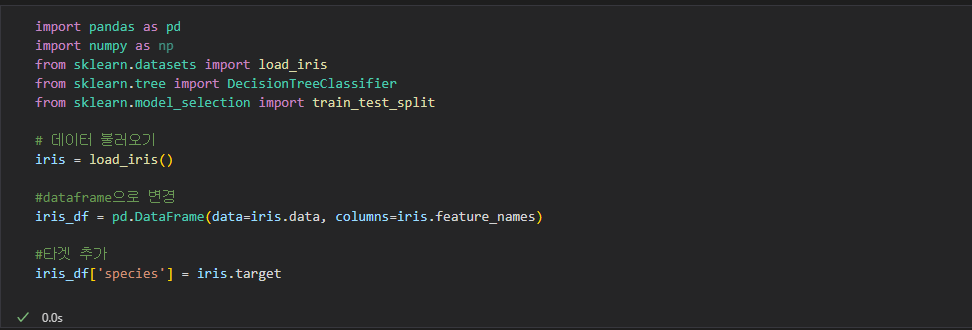 import pandas as pd
import numpy as np
from sklearn.datasets import load_iris
from sklearn.tree import DecisionTreeClassifier
from sklearn.model_selection import train_test_split
# 데이터 불러오기
iris = load_iris()
#dataframe으로 변경
iris_df = pd.DataFrame(data=iris.data, columns=iris.feature_names)
#타겟 추가
iris_df['species'] = iris.target
0.0s